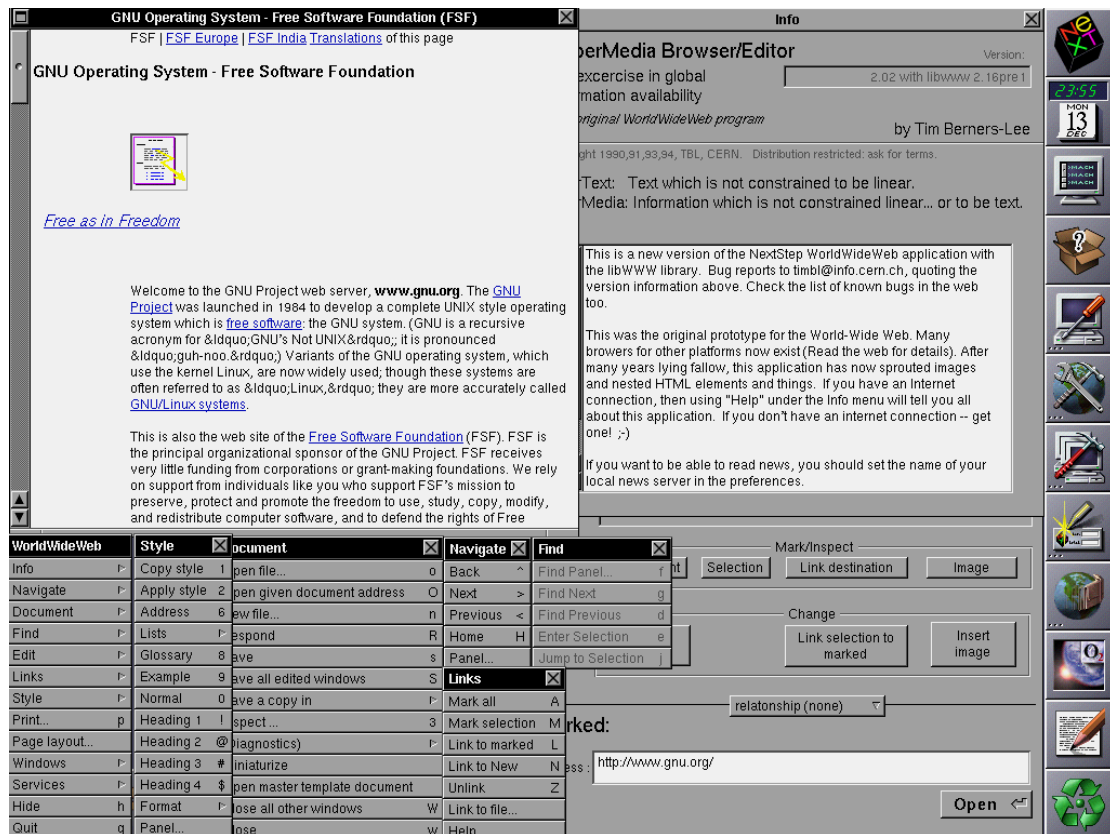 GNU Operating System - Free Software Foundation (FSF)
FSF | FSF Europe | FSF India Translations of this page
GNU Operating System - Free Software Foundation
Free as in Freedom
Welcome to the GNU Project web server, www.gnu.org. The GNU
Project was launched in 1984 to develop a complete UNIX style operating
system which is free software: the GNU system. (GNU is a recursive
acronym for &ldquo;GNU's Not UNIX&rdquo;; it is pronounced
&ldquo;guh-noo.&rdquo;) Variants of the GNU operating system, which
use the kernel Linux, are now widely used; though these systems are
often referred to as &ldquo;Linux,&rdquo; they are more accurately called
GNU/Linux systems.
This is also the web site of the Free Software Foundation (FSF). FSF is
the principal organizational sponsor of the GNU Project. FSF receives
very little funding from corporations or grant-making foundations. We rely
on support from individuals like you who support FSF's mission to
preserve, protect and promote the freedom to use, study, copy, modify,
and redistribute computer software, and to defend the rights of Free
Info
perMedia Browser/Editor
Version:
excercise in global
2.02 with libwww 2.16pre1
rmation availability
original WorldWideWeb program
by Tim Berners-Lee
ght 1990,91,93,94, TBL, CERN. Distribution restricted: ask for terms.
rText: Text which is not constrained to be linear.
rMedia: Information which is not constrained linear... or to be text.
This is a new version of the NextStep WorldWideWeb application with
the libWWW library. Bug reports to timbl@info.cern.ch, quoting the
version information above. Check the list of known bugs in the web
too.
This was the original prototype for the World-Wide Web. Many
browers for other platforms now exist (Read the web for details). After
many years lying fallow, this application has now sprouted images
and nested HTML elements and things. If you have an Internet
connection, then using "Help" under the Info menu will tell you all
about this application. If you don't have an internet connection -- get
one! ;-)
If you want to be able to read news, you should set the name of your
local news server in the preferences.
Mark/Inspect
nt
Selection
Link destination
Image
Change
Link selection to
marked
Insert
image
relatonship (none)
rked:
ess :
http://www.gnu.org/
Open
WorldWideWeb
Info
Navigate
Document
Find
Edit
Links
Style
Print... p
Page layout...
Windows
Services
Hide h
Quit q
Style
Copy style 1
Apply style 2
Address 6
Lists
Glossary 8
Example 9
Normal 0
Heading 1 !
Heading 2 @
Heading 3 #
Heading 4 $
Format
Panel...
ocument
pen file... o
pen given document address O
ew file... n
espond R
ave s
ave all edited windows S
ave a copy in
spect ... 3
Diagnostics)
iniaturize
pen master template document
lose all other windows W
lose w
Navigate
Back ^
Next >
Previous <
Home H
Panel...
Find
Find Panel... f
Find Next g
Find Previous d
Enter Selection e
Jump to Selection j
Links
Mark all A
Mark selection M
Link to marked L
Link to New N
Unlink Z
Link to file...
Help
NeXT
23:55
MON
13
DEC
>MACH
>MACH
>MACH
?
O2